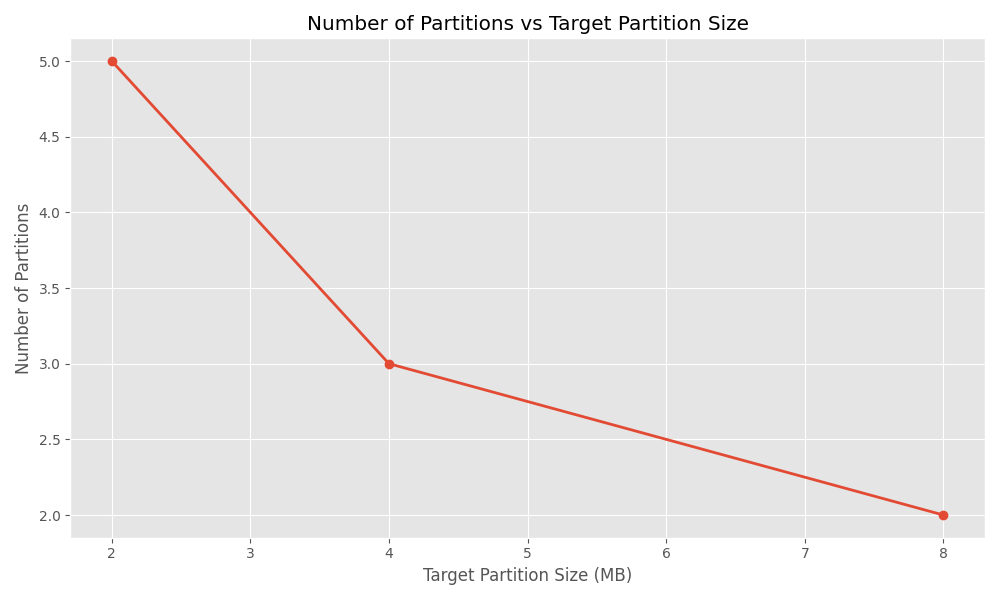 Number of Partitions vs Target Partition Size
Number of Partitions
5.0
4.5
4.0
3.5
3.0
2.5
2.0
2 3 4 5 6 7 8
Target Partition Size (MB)